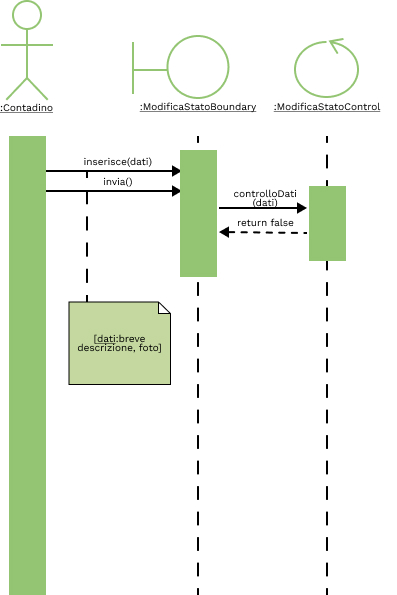 :Contadino
:ModificaStatoBoundary
:ModificaStatoControl
inserisce(dati)
invia()
controlloDati
(dati)
return false
[dati:breve
descrizione, foto]